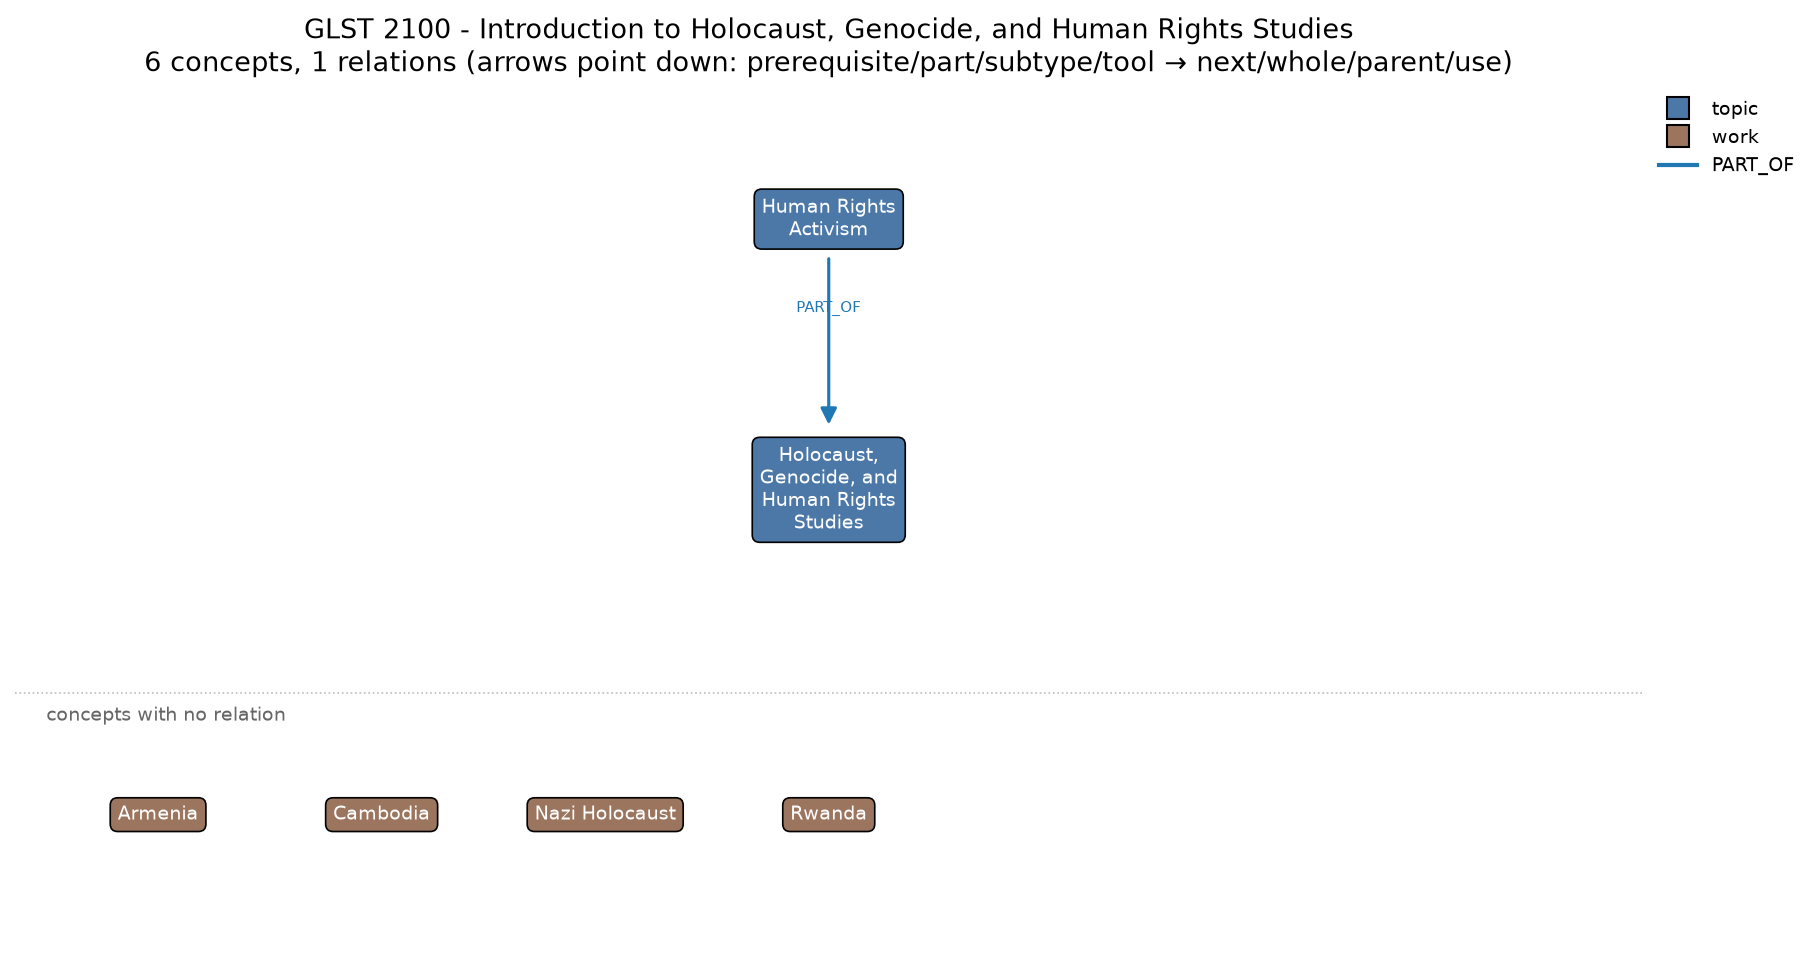 GLST 2100 - Introduction to Holocaust, Genocide, and Human Rights Studies
6 concepts, 1 relations (arrows point down: prerequisite/part/subtype/tool → next/whole/parent/use)
topic
work
PART_OF
Human Rights
Activism
PART_OF
Holocaust,
Genocide, and
Human Rights
Studies
concepts with no relation
Armenia
Cambodia
Nazi Holocaust
Rwanda